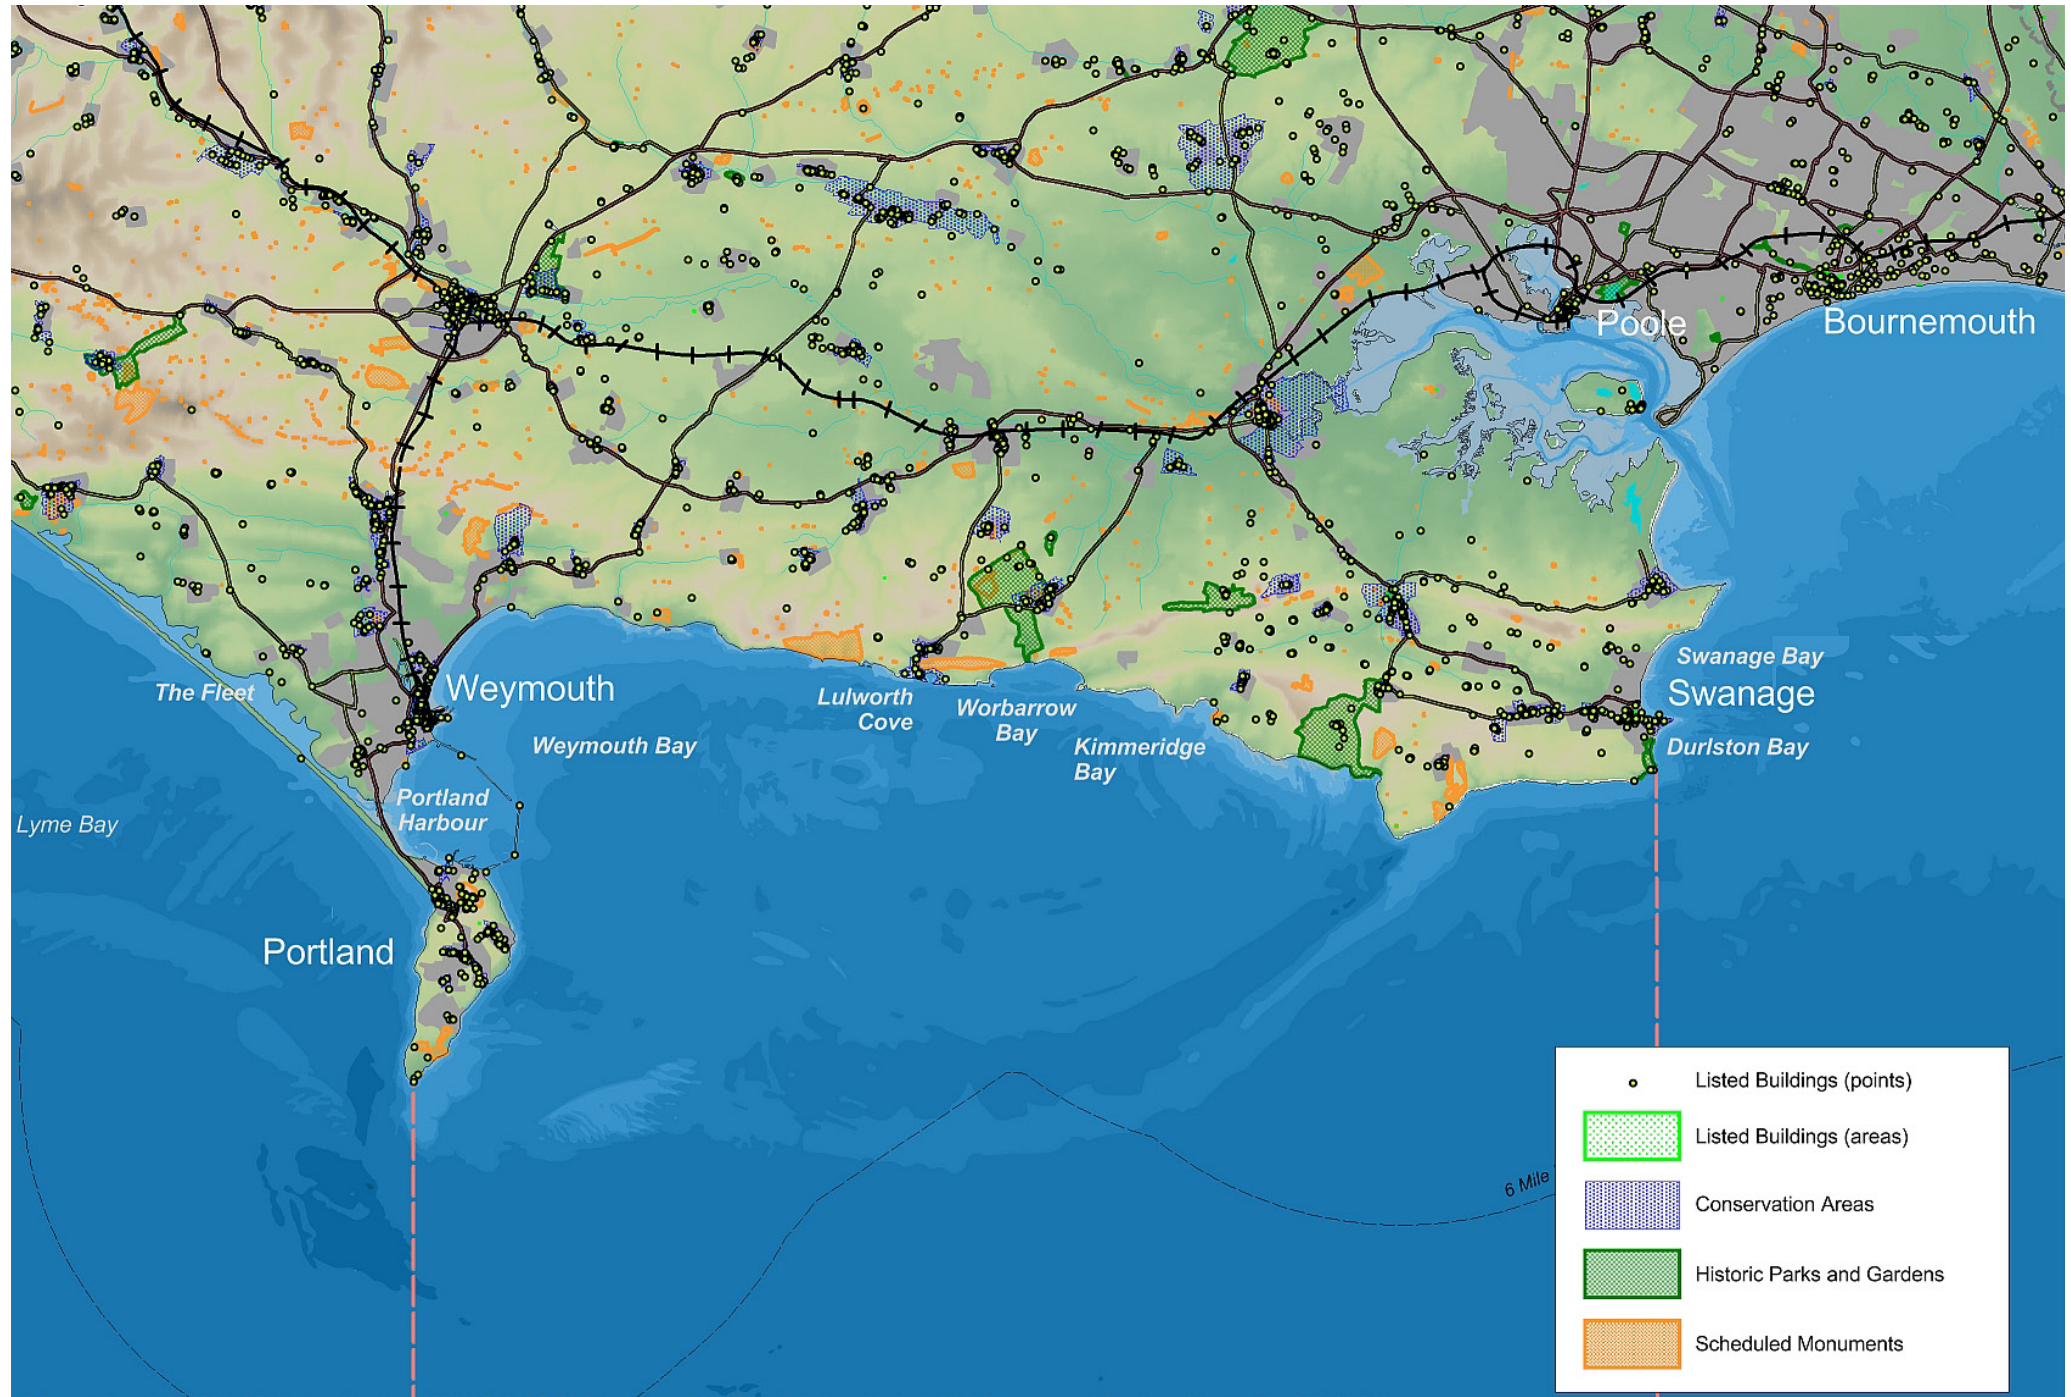 Poole
Bournemouth
Swanage Bay
Swanage
Durlston Bay
The Fleet
Weymouth
Weymouth Bay
Lulworth
Cove
Worbarrow
Bay
Kimmeridge
Bay
Portland
Harbour
Lyme Bay
Portland
6 Mile
Listed Buildings (points)
Listed Buildings (areas)
Conservation Areas
Historic Parks and Gardens
Scheduled Monuments